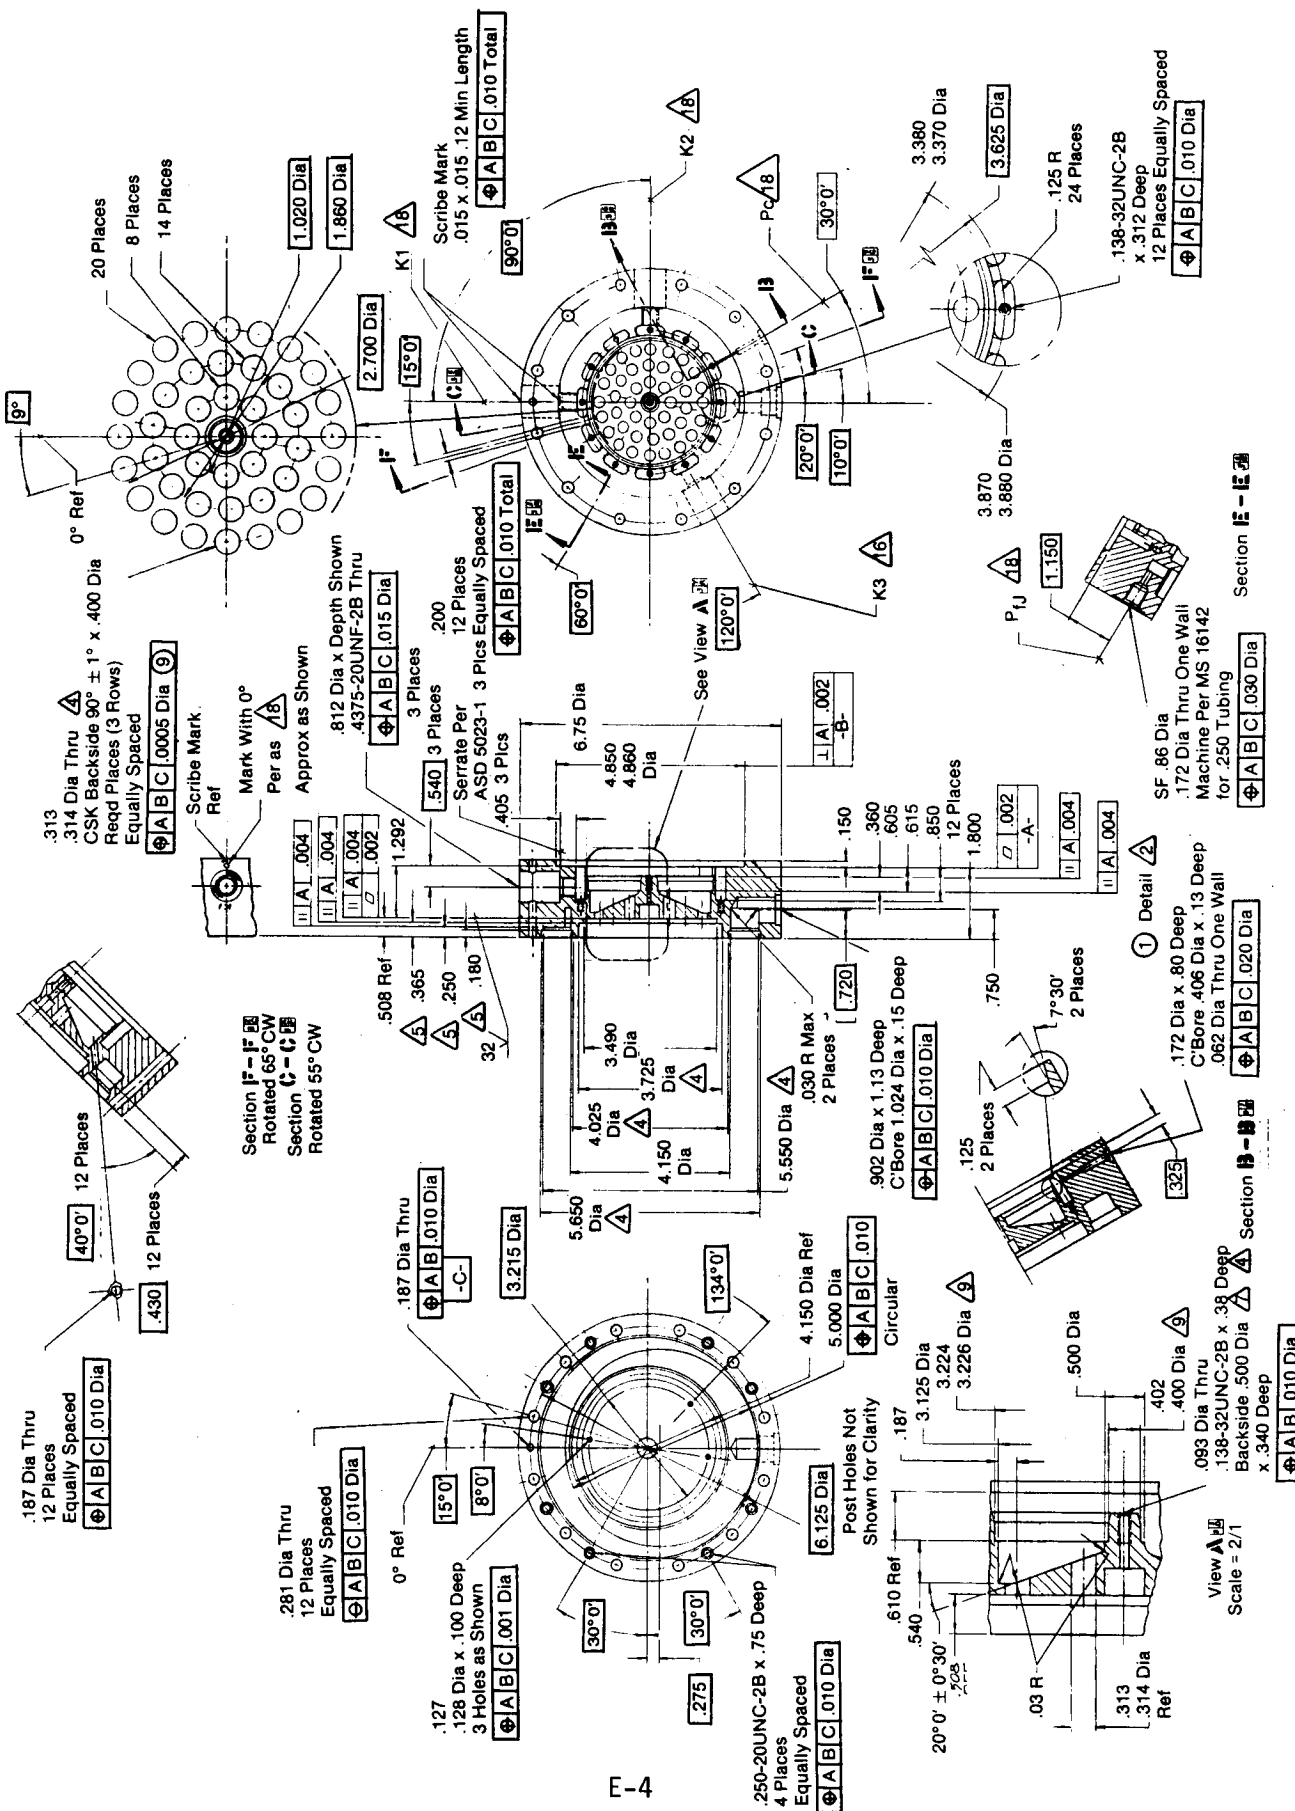 .187 Dia Thru
12 Places
Equally Spaced
⌖ A B C .010 Dia
40°0' 12 Places
.430 12 Places
Section F-F
Rotated 65° CW
Section C-C
Rotated 55° CW
.313
.314 Dia Thru 4
CSK Backside 90° ± 1° x .400 Dia
Reqd Places (3 Rows)
Equally Spaced
⌖ A B C .0005 Dia 9
Scribe Mark
Ref
Mark With 0°
Per as 18
Approx as Shown
9°
0° Ref
20 Places
8 Places
14 Places
1.020 Dia
1.860 Dia
2.700 Dia
.281 Dia Thru
12 Places
Equally Spaced
⌖ A B C .010 Dia
0° Ref
15°0'
8°0'
.187 Dia Thru
⌖ A B .010 Dia
-C-
3.215 Dia
.127
.128 Dia x .100 Deep
3 Holes as Shown
⌖ A B C .001 Dia
30°0'
30°0'
.275
.250-20UNC-2B x .75 Deep
4 Places
Equally Spaced
⌖ A B C .010 Dia
134°0'
4.150 Dia Ref
5.000 Dia
⌖ A B C .010
Circular
6.125 Dia
Post Holes Not
Shown for Clarity
// A .004
// A .004
// A .004
▱ .002
1.292
.508 Ref
.365
.250
.180
5
5
5
32
3.490
Dia
3.725
Dia 4
4.025
Dia 4
4.150
Dia
5.650
Dia 4
5.550 Dia 4
.030 R Max
2 Places
.720
.750
.902 Dia x 1.13 Deep
C'Bore 1.024 Dia x .15 Deep
⌖ A B C .010 Dia
.812 Dia x Depth Shown
.4375-20UNF-2B Thru
⌖ A B C .015 Dia
3 Places
.540 3 Places
Serrate Per
ASD 5023-1 3 Plcs Equally Spaced
.405 3 Plcs
.200
12 Places
⌖ A B C .010 Total
6.75 Dia
4.850
4.860
Dia
See View A
⊥ A .002
-B-
.150
.360
.605
.615
.850
12 Places
1.800
▱ .002
-A-
// A .004
// A .004
K1 18
Scribe Mark
.015 x .015 .12 Min Length
⌖ A B C .010 Total
15°0'
90°0'
K2 18
Pc 18
30°0'
20°0'
10°0'
60°0'
120°0'
K3 16
C
F
E
E
B
B
C
F
3.380
3.370 Dia
3.625 Dia
.125 R
24 Places
.138-32UNC-2B
x .312 Deep
12 Places Equally Spaced
⌖ A B C .010 Dia
3.870
3.880 Dia
PfJ 18
1.150
SF .86 Dia
.172 Dia Thru One Wall
Machine Per MS 16142
for .250 Tubing
⌖ A B C .030 Dia
Section E-E
1 Detail 2
.172 Dia x .80 Deep
C'Bore .406 Dia x .13 Deep
.062 Dia Thru One Wall
⌖ A B C .020 Dia
7°30'
2 Places
.125
2 Places
.325
Section B-B
.610 Ref
.540
20°0' ± 0°30'
.508
.03 R
.313
.314 Dia
Ref
.187
3.125 Dia
3.224
3.226 Dia 9
.500 Dia
.402
.400 Dia 9
.093 Dia Thru
.138-32UNC-2B x .38 Deep
Backside .500 Dia 4
x .340 Deep
⌖ A B .010 Dia
View A
Scale = 2/1
E-4